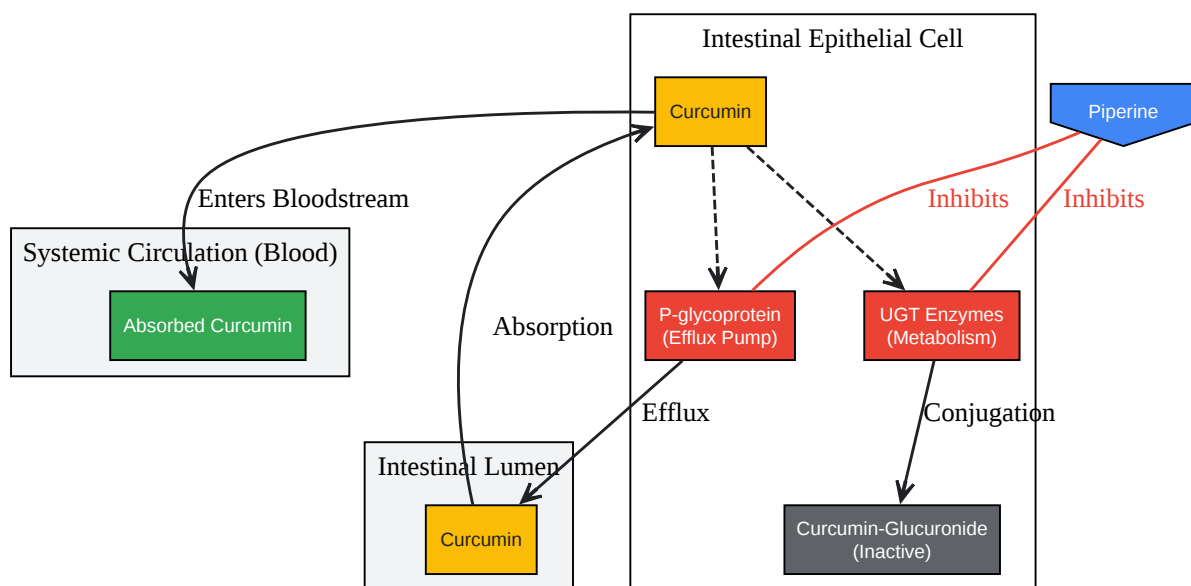 Intestinal Epithelial Cell
Curcumin
Piperine
Enters Bloodstream
Inhibits
Inhibits
Systemic Circulation (Blood)
Absorbed Curcumin
Absorption
P-glycoprotein
(Efflux Pump)
UGT Enzymes
(Metabolism)
Efflux
Conjugation
Intestinal Lumen
Curcumin
Curcumin-Glucuronide
(Inactive)